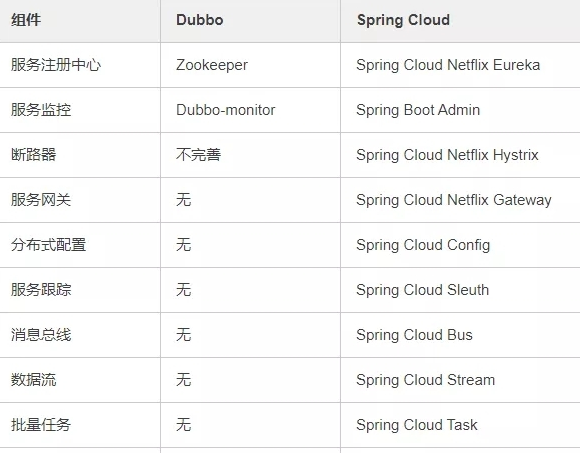 组件 Dubbo Spring Cloud
服务注册中心 Zookeeper Spring Cloud Netflix Eureka
服务监控 Dubbo-monitor Spring Boot Admin
断路器 不完善 Spring Cloud Netflix Hystrix
服务网关 无 Spring Cloud Netflix Gateway
分布式配置 无 Spring Cloud Config
服务跟踪 无 Spring Cloud Sleuth
消息总线 无 Spring Cloud Bus
数据流 无 Spring Cloud Stream
批量任务 无 Spring Cloud Task